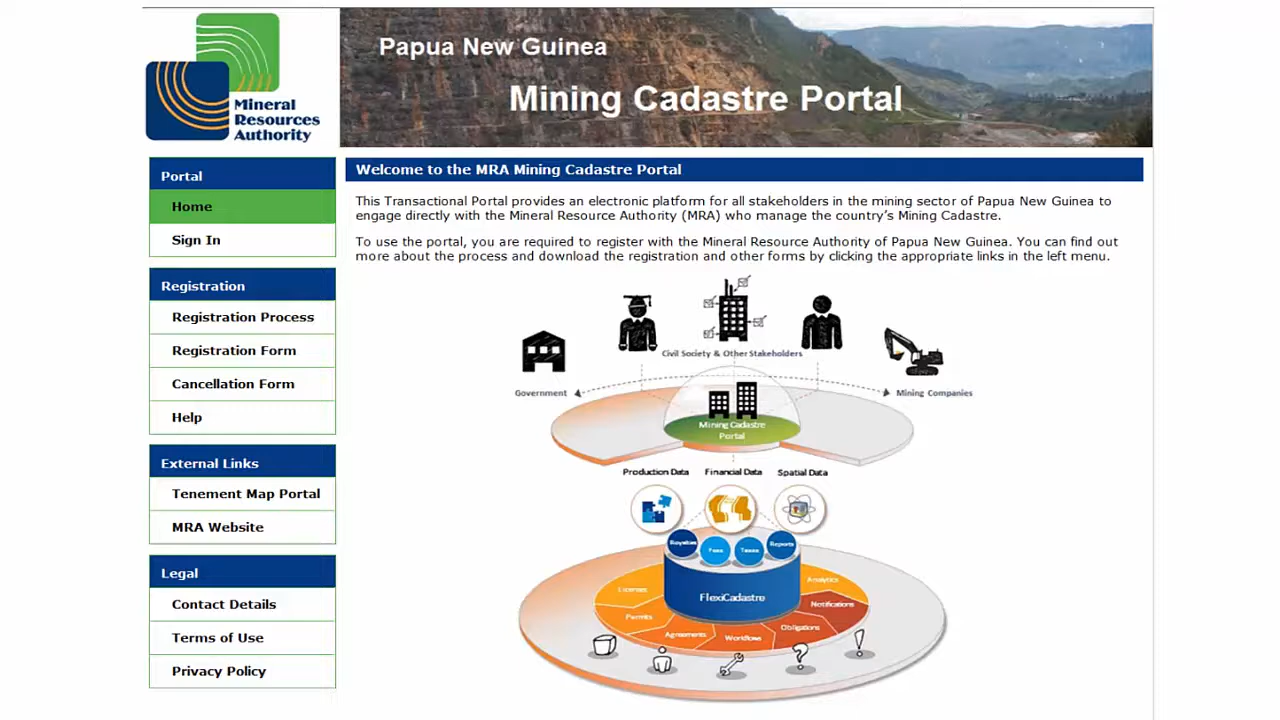 Mineral
Resources
Authority
Papua New Guinea
Mining Cadastre Portal
Portal
Home
Sign In
Registration
Registration Process
Registration Form
Cancellation Form
Help
External Links
Tenement Map Portal
MRA Website
Legal
Contact Details
Terms of Use
Privacy Policy
Welcome to the MRA Mining Cadastre Portal
This Transactional Portal provides an electronic platform for all stakeholders in the mining sector of Papua New Guinea to
engage directly with the Mineral Resource Authority (MRA) who manage the country's Mining Cadastre.
To use the portal, you are required to register with the Mineral Resource Authority of Papua New Guinea. You can find out
more about the process and download the registration and other forms by clicking the appropriate links in the left menu.
Civil Society & Other Stakeholders
Government
Mining Companies
Mining Cadastre
Portal
Production Data
Financial Data
Spatial Data
Royalties
Fees
Taxes
Reports
FlexiCadastre
Licenses
Permits
Agreements
Workflows
Obligations
Notifications
Analytics